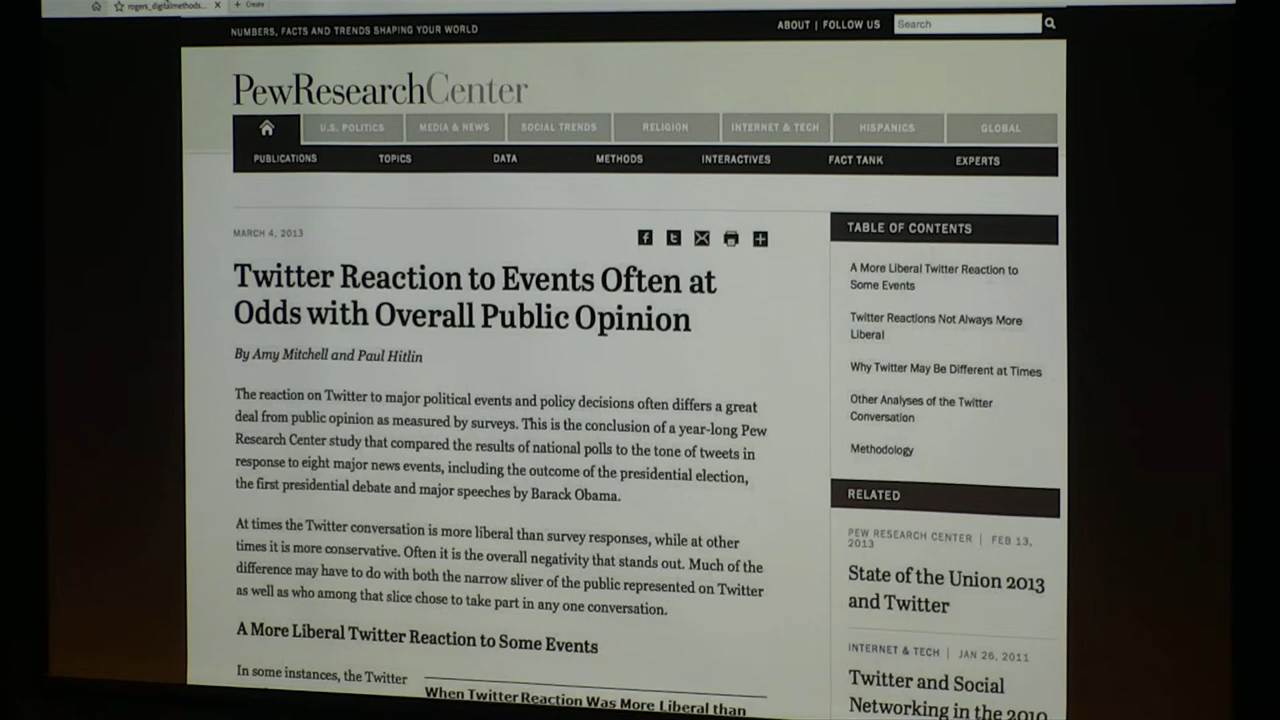 rogers_digitalmethods... × + Create
NUMBERS, FACTS AND TRENDS SHAPING YOUR WORLD
ABOUT | FOLLOW US
Search
PewResearchCenter
U.S. POLITICS MEDIA & NEWS SOCIAL TRENDS RELIGION INTERNET & TECH HISPANICS GLOBAL
PUBLICATIONS TOPICS DATA METHODS INTERACTIVES FACT TANK EXPERTS
MARCH 4, 2013
Twitter Reaction to Events Often at
Odds with Overall Public Opinion
By Amy Mitchell and Paul Hitlin
The reaction on Twitter to major political events and policy decisions often differs a great
deal from public opinion as measured by surveys. This is the conclusion of a year-long Pew
Research Center study that compared the results of national polls to the tone of tweets in
response to eight major news events, including the outcome of the presidential election,
the first presidential debate and major speeches by Barack Obama.
At times the Twitter conversation is more liberal than survey responses, while at other
times it is more conservative. Often it is the overall negativity that stands out. Much of the
difference may have to do with both the narrow sliver of the public represented on Twitter
as well as who among that slice chose to take part in any one conversation.
A More Liberal Twitter Reaction to Some Events
In some instances, the Twitter
When Twitter Reaction Was More Liberal than
TABLE OF CONTENTS
A More Liberal Twitter Reaction to
Some Events
Twitter Reactions Not Always More
Liberal
Why Twitter May Be Different at Times
Other Analyses of the Twitter
Conversation
Methodology
RELATED
PEW RESEARCH CENTER | FEB 13,
2013
State of the Union 2013
and Twitter
INTERNET & TECH | JAN 26, 2011
Twitter and Social
Networking in the 2010